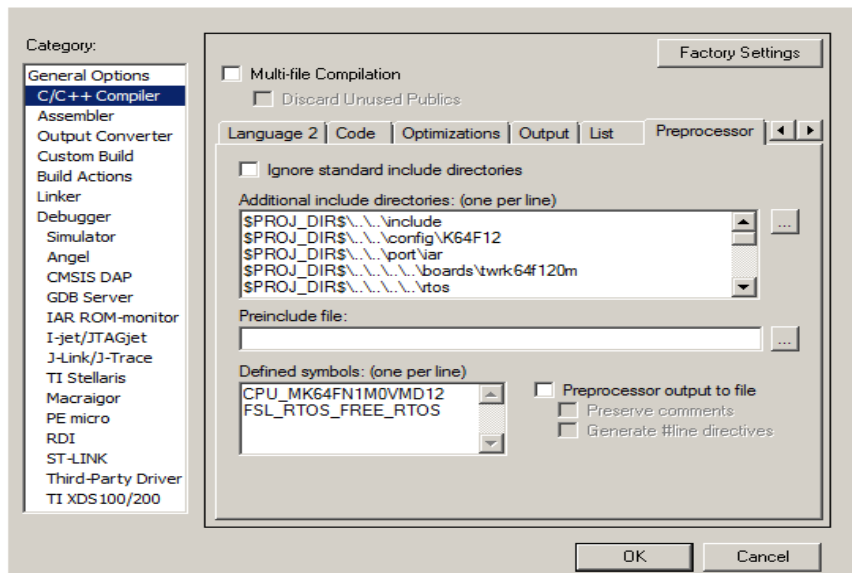 Category:
General Options
C/C++ Compiler
Assembler
Output Converter
Custom Build
Build Actions
Linker
Debugger
Simulator
Angel
CMSIS DAP
GDB Server
IAR ROM-monitor
I-jet/JTAGjet
J-Link/J-Trace
TI Stellaris
Macraigor
PE micro
RDI
ST-LINK
Third-Party Driver
TI XDS100/200
Factory Settings
Multi-file Compilation
Discard Unused Publics
Language 2 Code Optimizations Output List Preprocessor
Ignore standard include directories
Additional include directories: (one per line)
$PROJ_DIR$\..\..\include
$PROJ_DIR$\..\..\config\K64F12
$PROJ_DIR$\..\..\port\iar
$PROJ_DIR$\..\..\..\..\..\boards\twrk64f120m
$PROJ_DIR$\..\..\..\..\..\rtos
...
Preinclude file:
...
Defined symbols: (one per line)
CPU_MK64FN1M0VMD12
FSL_RTOS_FREE_RTOS
Preprocessor output to file
Preserve comments
Generate #line directives
OK Cancel